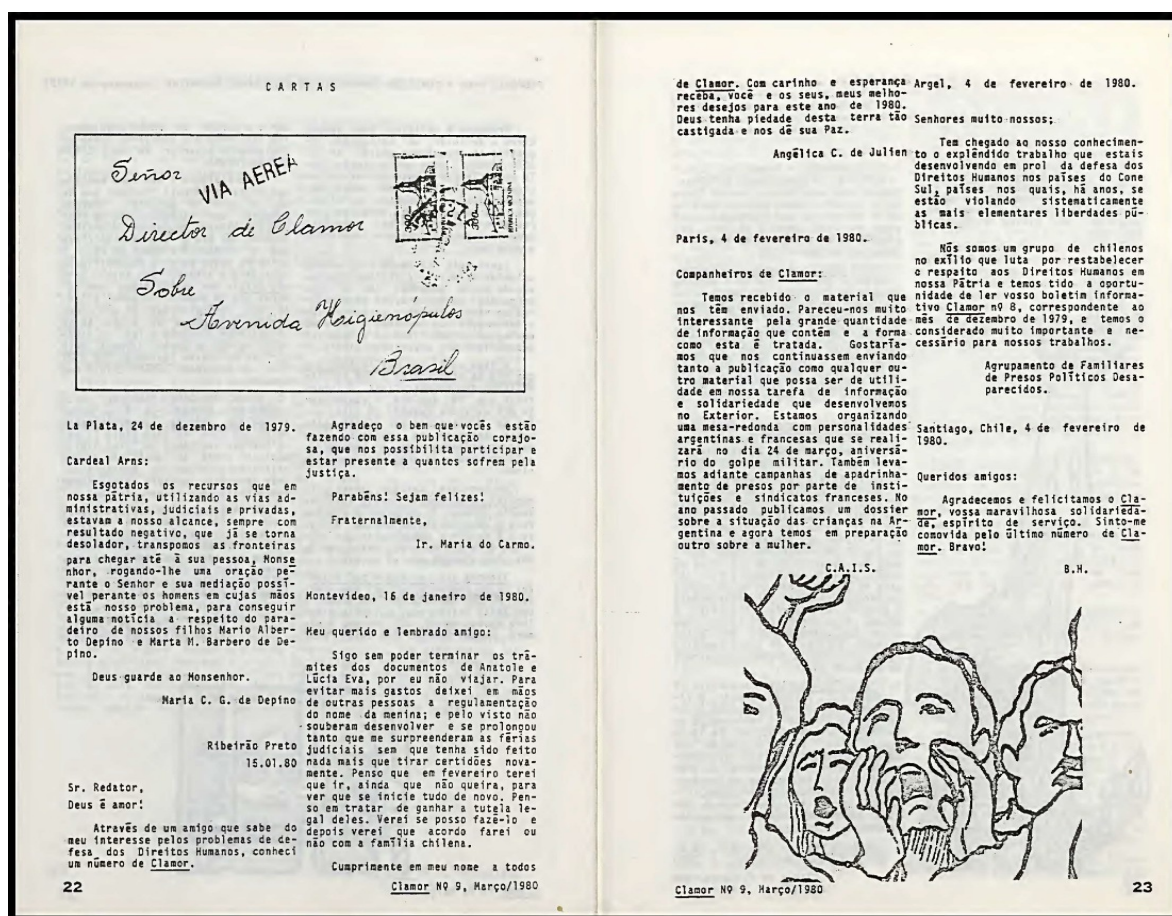 CARTAS
Señor
VIA AEREA
Director de Clamor
Sobre
Avenida Higienópulos
Brasil
La Plata, 24 de dezembro de 1979.
Cardeal Arns:
Esgotados os recursos que em
nossa pátria, utilizando as vias ad-
ministrativas, judiciais e privadas,
estavam a nosso alcance, sempre com
resultado negativo, que já se torna
desolador, transpomos as fronteiras
para chegar até à sua pessoa, Monse
nhor, rogando-lhe uma oração pe-
rante o Senhor e sua mediação possí-
vel perante os homens em cujas mãos
está nosso problema, para conseguir
alguma notícia a respeito do para-
deiro de nossos filhos Mario Alber-
to Depino e Marta M. Barbero de De-
pino.
Deus guarde ao Monsenhor.
Maria C. G. de Depino
Ribeirão Preto
15.01.80
Sr. Redator,
Deus é amor!
Através de um amigo que sabe do
meu interesse pelos problemas de de-
fesa dos Direitos Humanos, conheci
um número de Clamor.
22
Agradeço o bem que vocês estão
fazendo com essa publicação corajo-
sa, que nos possibilita participar e
estar presente a quantos sofrem pela
justiça.
Parabéns! Sejam felizes!
Fraternalmente,
Ir. Maria do Carmo.
Montevideo, 16 de janeiro de 1980.
Meu querido e lembrado amigo:
Sigo sem poder terminar os trâ-
mites dos documentos de Anatole e
Lúcia Eva, por eu não viajar. Para
evitar mais gastos deixei em mãos
de outras pessoas a regulamentação
do nome da menina; e pelo visto não
souberam desenvolver e se prolongou
tanto que me surpreenderam as férias
judiciais sem que tenha sido feito
nada mais que tirar certidões nova-
mente. Penso que em fevereiro terei
que ir, ainda que não queira, para
ver que se inicie tudo de novo. Pen-
so em tratar de ganhar a tutela le-
gal deles. Verei se posso fazê-lo e
depois verei que acordo farei ou
não com a família chilena.
Cumprimente em meu nome a todos
Clamor Nº 9, Março/1980
de Clamor. Com carinho e esperança
receba, você e os seus, meus melho-
res desejos para este ano de 1980.
Deus tenha piedade desta terra tão
castigada e nos dê sua Paz.
Angélica C. de Julien
Paris, 4 de fevereiro de 1980.
Companheiros de Clamor:
Temos recebido o material que
nos têm enviado. Pareceu-nos muito
interessante pela grande quantidade
de informação que contêm e a forma
como esta é tratada. Gostaría-
mos que nos continuassem enviando
tanto a publicação como qualquer ou-
tro material que possa ser de utili-
dade em nossa tarefa de informação
e solidariedade que desenvolvemos
no Exterior. Estamos organizando
uma mesa-redonda com personalidades
argentinas e francesas que se reali-
zará no dia 24 de março, aniversá-
rio do golpe militar. Também leva-
mos adiante campanhas de apadrinha-
mento de presos por parte de insti-
tuições e sindicatos franceses. No
ano passado publicamos um dossier
sobre a situação das crianças na Ar-
gentina e agora temos em preparação
outro sobre a mulher.
C.A.I.S.
Argel, 4 de fevereiro de 1980.
Senhores muito nossos;
Tem chegado ao nosso conhecimen-
to o explêndido trabalho que estais
desenvolvendo em prol da defesa dos
Direitos Humanos nos países do Cone
Sul, países nos quais, há anos, se
estão violando sistematicamente
as mais elementares liberdades pú-
blicas.
Nós somos um grupo de chilenos
no exílio que luta por restabelecer
o respaito aos Direitos Humanos em
nossa Pátria e temos tido a oportu-
nidade de ler vosso boletim informa-
tivo Clamor nº 8, correspondente ao
mês de dezembro de 1979, e temos o
considerado muito importante e ne-
cessário para nossos trabalhos.
Agrupamento de Familiares
de Presos Políticos Desa-
parecidos.
Santiago, Chile, 4 de fevereiro de
1980.
Queridos amigos:
Agradecemos e felicitamos o Cla-
mor, vossa maravilhosa solidarieda-
de, espírito de serviço. Sinto-me
comovida pelo último número de Cla-
mor. Bravo!
B.H.
Clamor Nº 9, Março/1980
23